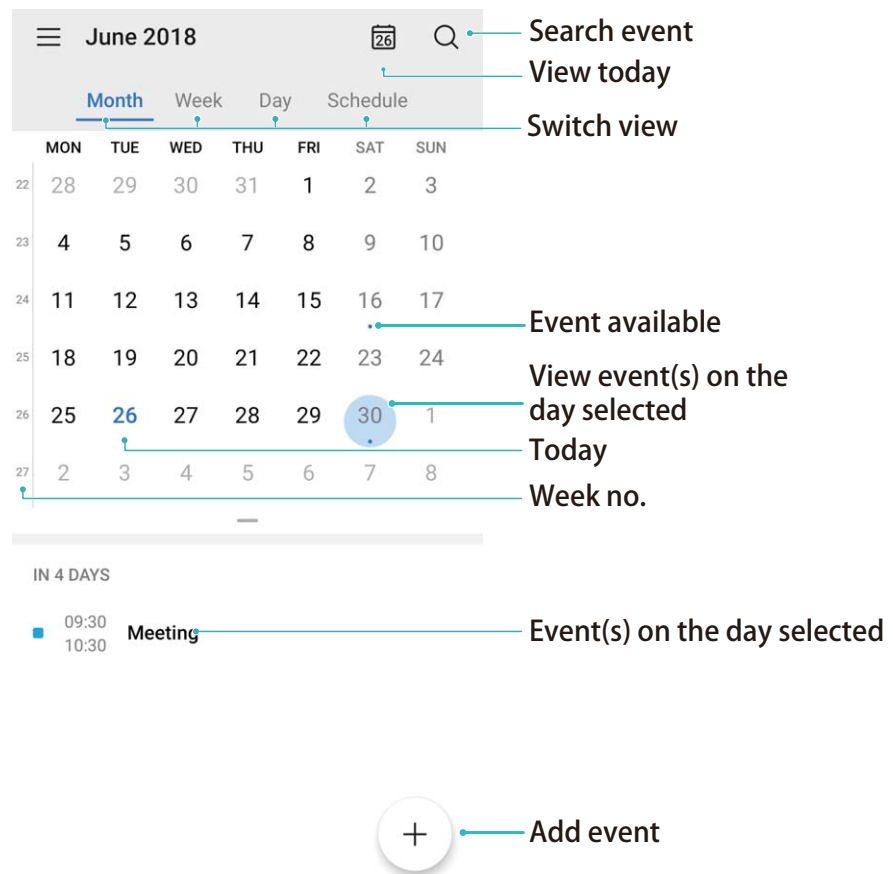 June 2018
26
Search event
View today
Month Week Day Schedule
Switch view
MON TUE WED THU FRI SAT SUN
22 28 29 30 31 1 2 3
23 4 5 6 7 8 9 10
24 11 12 13 14 15 16 17
Event available
25 18 19 20 21 22 23 24
View event(s) on the
day selected
26 25 26 27 28 29 30 1
Today
27 2 3 4 5 6 7 8
Week no.
IN 4 DAYS
09:30
10:30
Meeting
Event(s) on the day selected
Add event